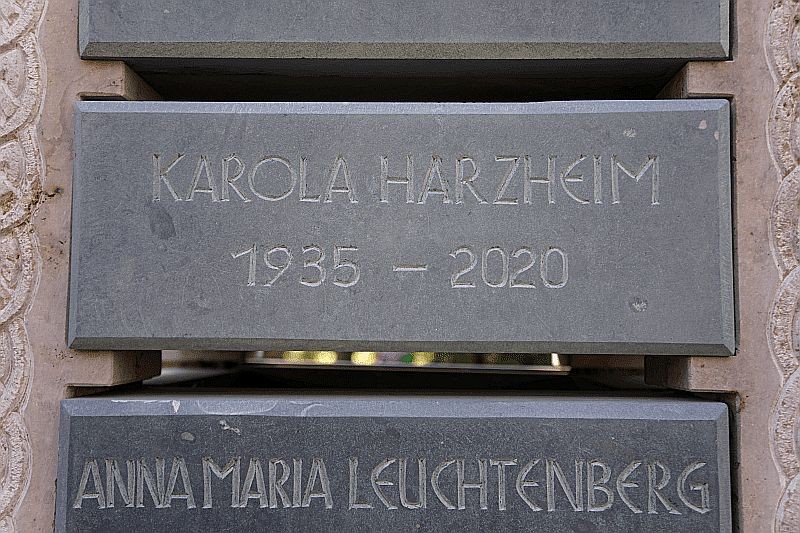 KAROLA HARZHEIM
1935 – 2020
ANNA MARIA LEUCHTENBERG